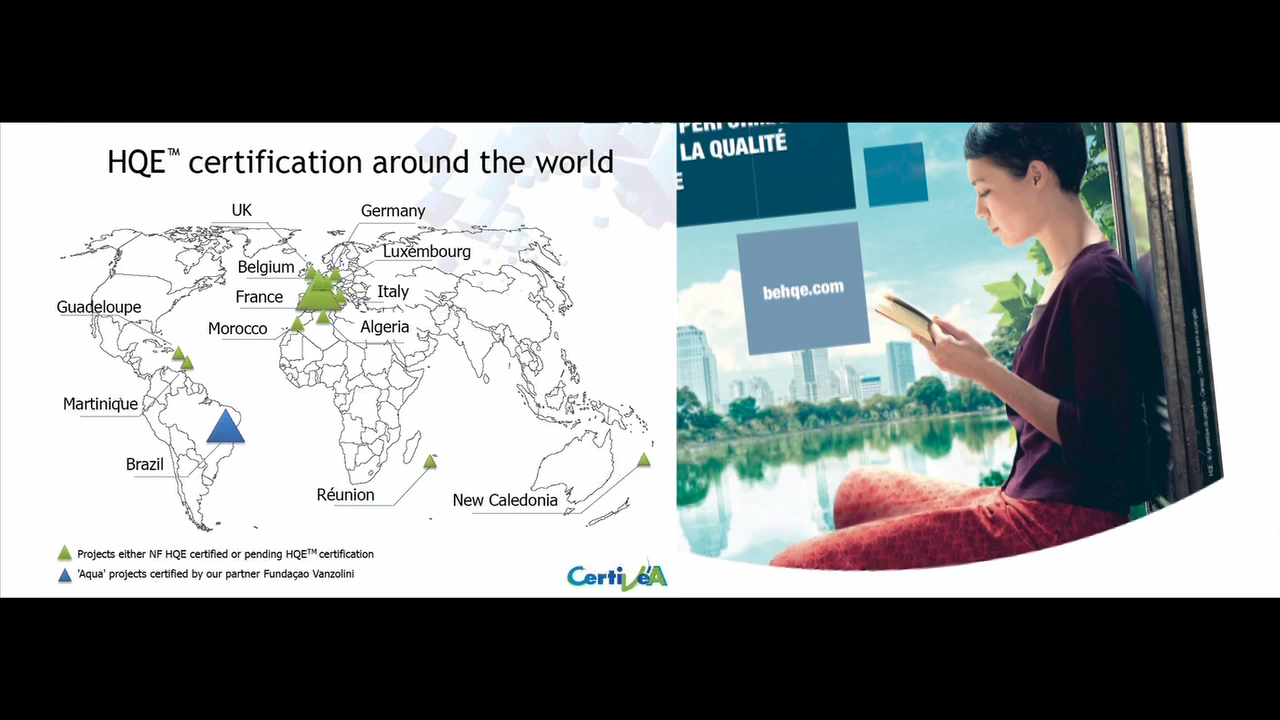 HQE™ certification around the world
UK
Germany
Luxembourg
Belgium
Italy
France
Guadeloupe
Morocco
Algeria
Martinique
Brazil
Réunion
New Caledonia
Projects either NF HQE certified or pending HQE™ certification
'Aqua' projects certified by our partner Fundaçao Vanzolini
CertiVéA
LA QUALITÉ
E
behqe.com